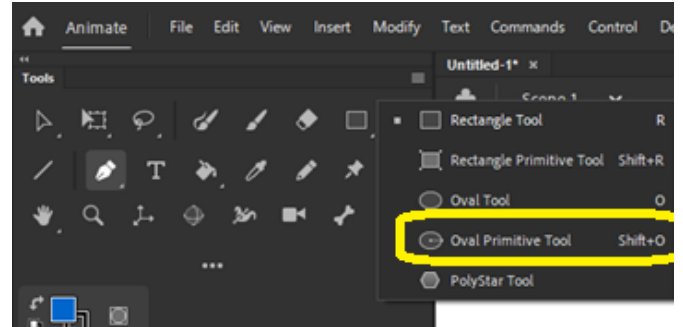 Animate File Edit View Insert Modify Text Commands Control
Untitled-1* ×
Tools
Scene 1
Rectangle Tool R
Rectangle Primitive Tool Shift+R
T
Oval Tool O
Oval Primitive Tool Shift+O
PolyStar Tool